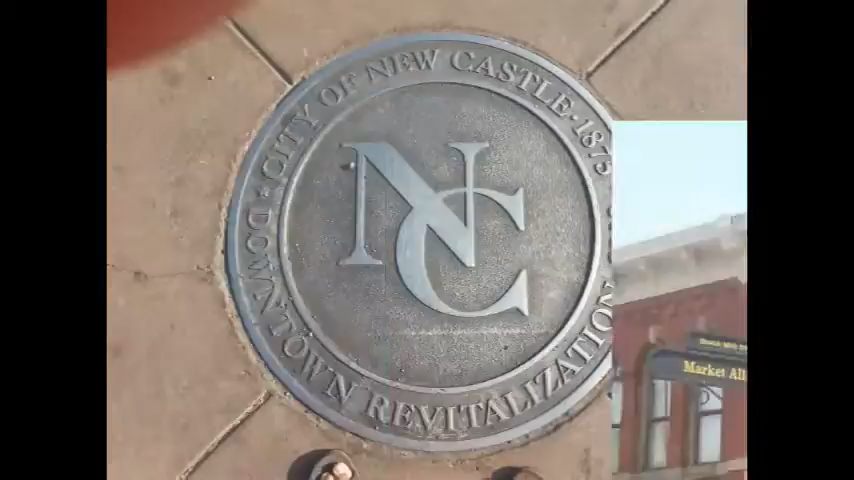 CITY OF NEW CASTLE · 1875
NC
DOWNTOWN REVITALIZATION
Market All